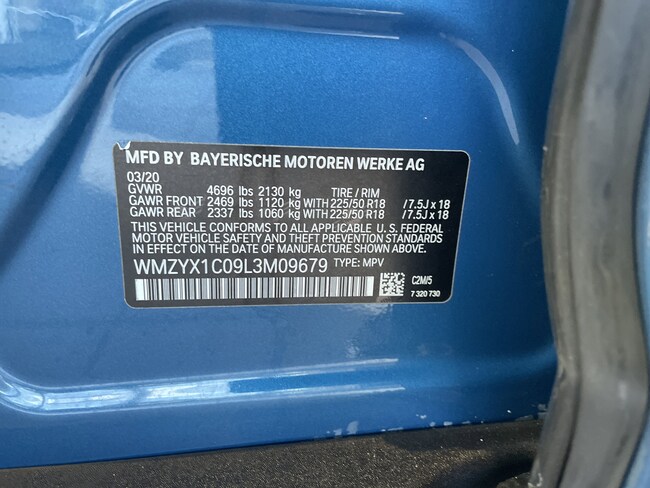 MFD BY BAYERISCHE MOTOREN WERKE AG
03/20
GVWR 4696 lbs 2130 kg TIRE / RIM
GAWR FRONT 2469 lbs 1120 kg WITH 225/50 R18 / 7.5J x 18
GAWR REAR 2337 lbs 1060 kg WITH 225/50 R18 / 7.5J x 18
THIS VEHICLE CONFORMS TO ALL APPLICABLE U. S. FEDERAL
MOTOR VEHICLE SAFETY AND THEFT PREVENTION STANDARDS
IN EFFECT ON THE DATE OF MANUFACTURE SHOWN ABOVE.
WMZYX1C09L3M09679 TYPE: MPV
C2M/5
7 320 730